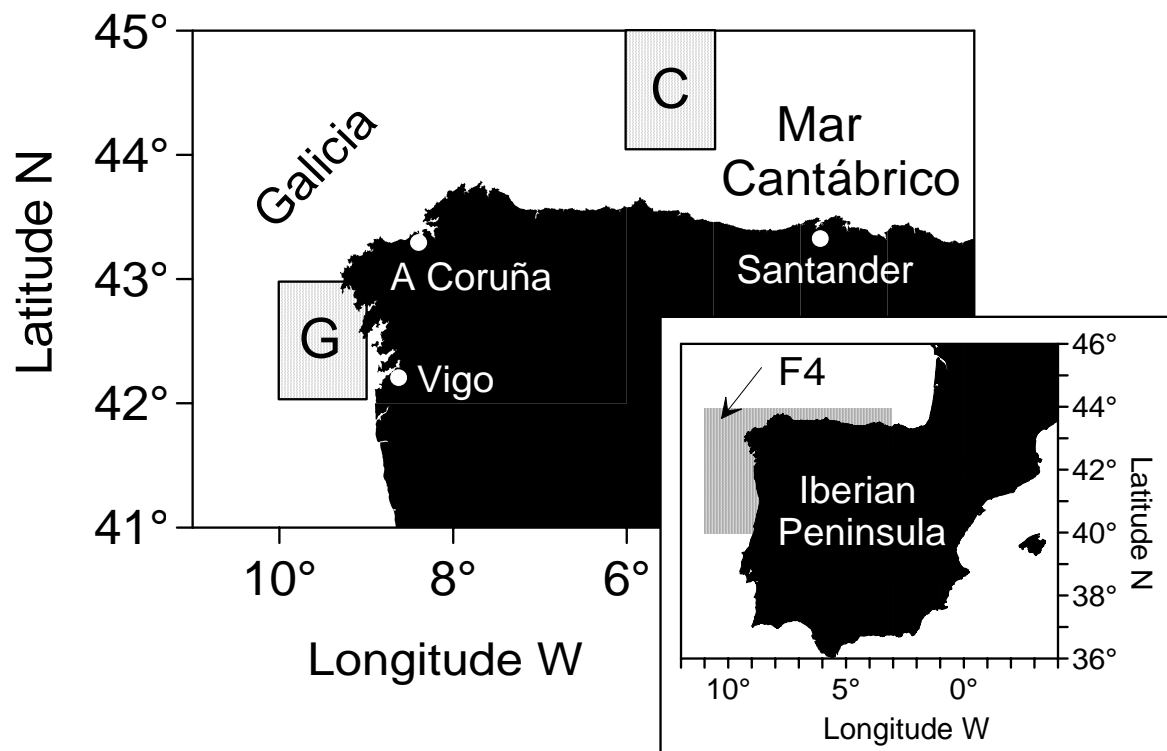 45°
44°
43°
42°
41°
Latitude N
10°
8°
6°
Longitude W
Galicia
C
Mar
Cantábrico
A Coruña
Santander
G
Vigo
F4
Iberian
Peninsula
46°
44°
42°
40°
38°
36°
Latitude N
10°
5°
0°
Longitude W